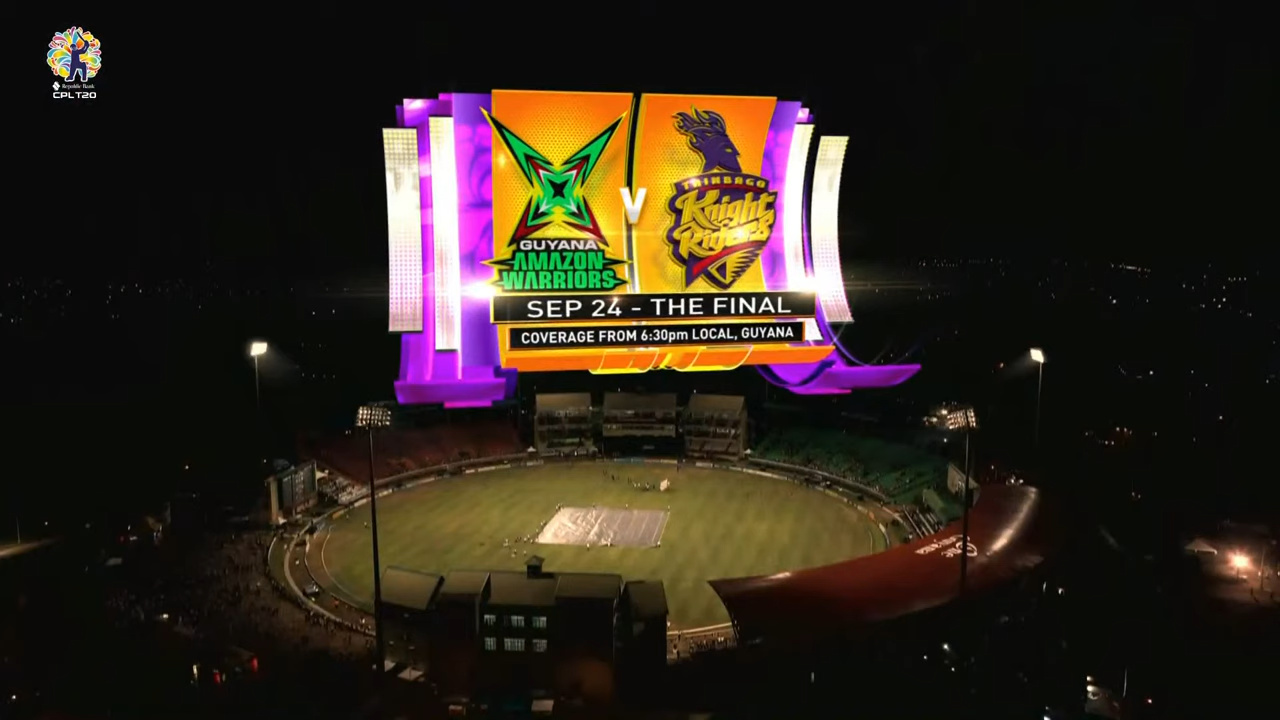 Republic Bank
CPLT20
GUYANA
AMAZON
WARRIORS
V
TRINBAGO
Knight
Riders
SEP 24 - THE FINAL
COVERAGE FROM 6:30pm LOCAL, GUYANA